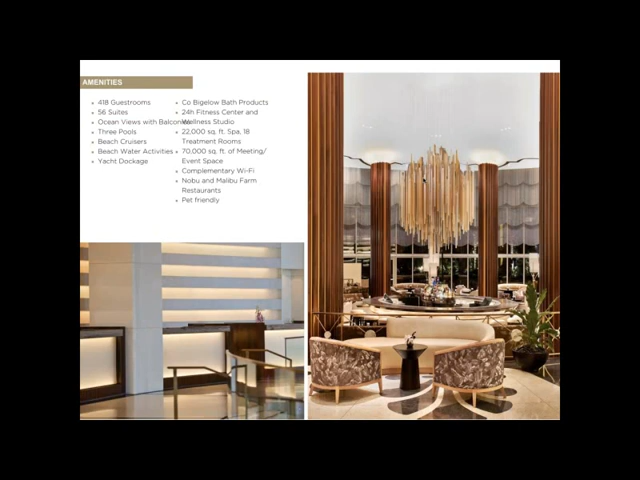 AMENITIES
418 Guestrooms
56 Suites
Ocean Views with Balconies
Three Pools
Beach Cruisers
Beach Water Activities
Yacht Dockage
Co Bigelow Bath Products
24h Fitness Center and
Wellness Studio
22,000 sq. ft. Spa, 18
Treatment Rooms
70,000 sq. ft. of Meeting/
Event Space
Complementary Wi-Fi
Nobu and Malibu Farm
Restaurants
Pet friendly